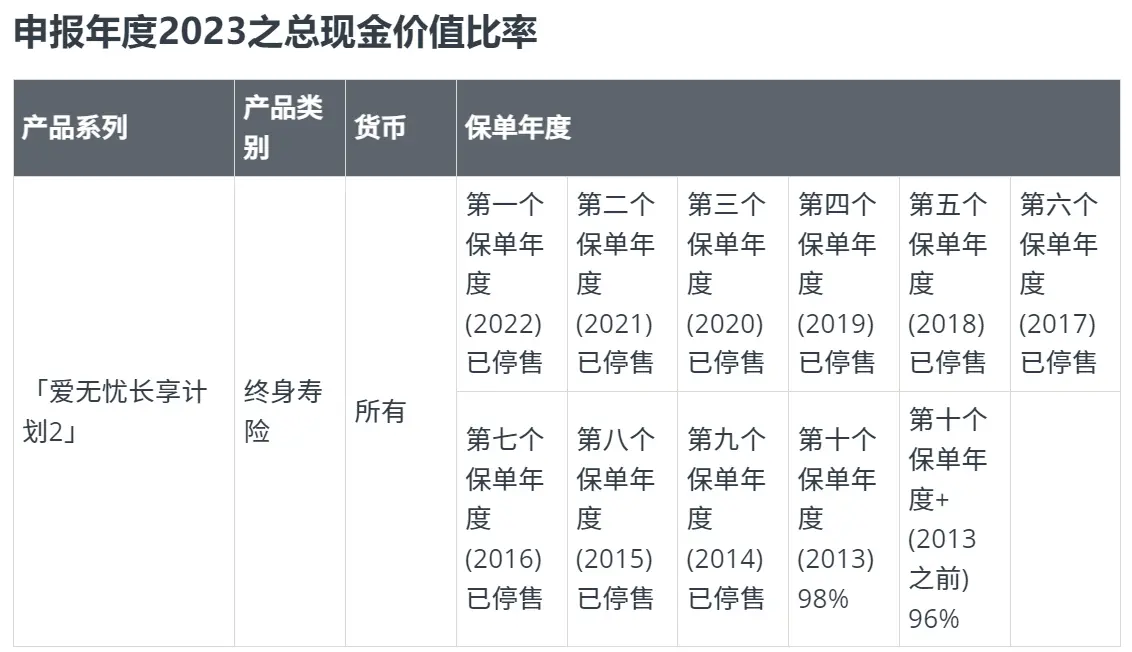 申报年度2023之总现金价值比率
产品系列
产品类
别
货币
保单年度
「爱无忧长享计
划2」
终身寿
险
所有
第一个
保单年
度
(2022)
已停售
第二个
保单年
度
(2021)
已停售
第三个
保单年
度
(2020)
已停售
第四个
保单年
度
(2019)
已停售
第五个
保单年
度
(2018)
已停售
第六个
保单年
度
(2017)
已停售
第七个
保单年
度
(2016)
已停售
第八个
保单年
度
(2015)
已停售
第九个
保单年
度
(2014)
已停售
第十个
保单年
度
(2013)
98%
第十个
保单年
度+
(2013
之前)
96%